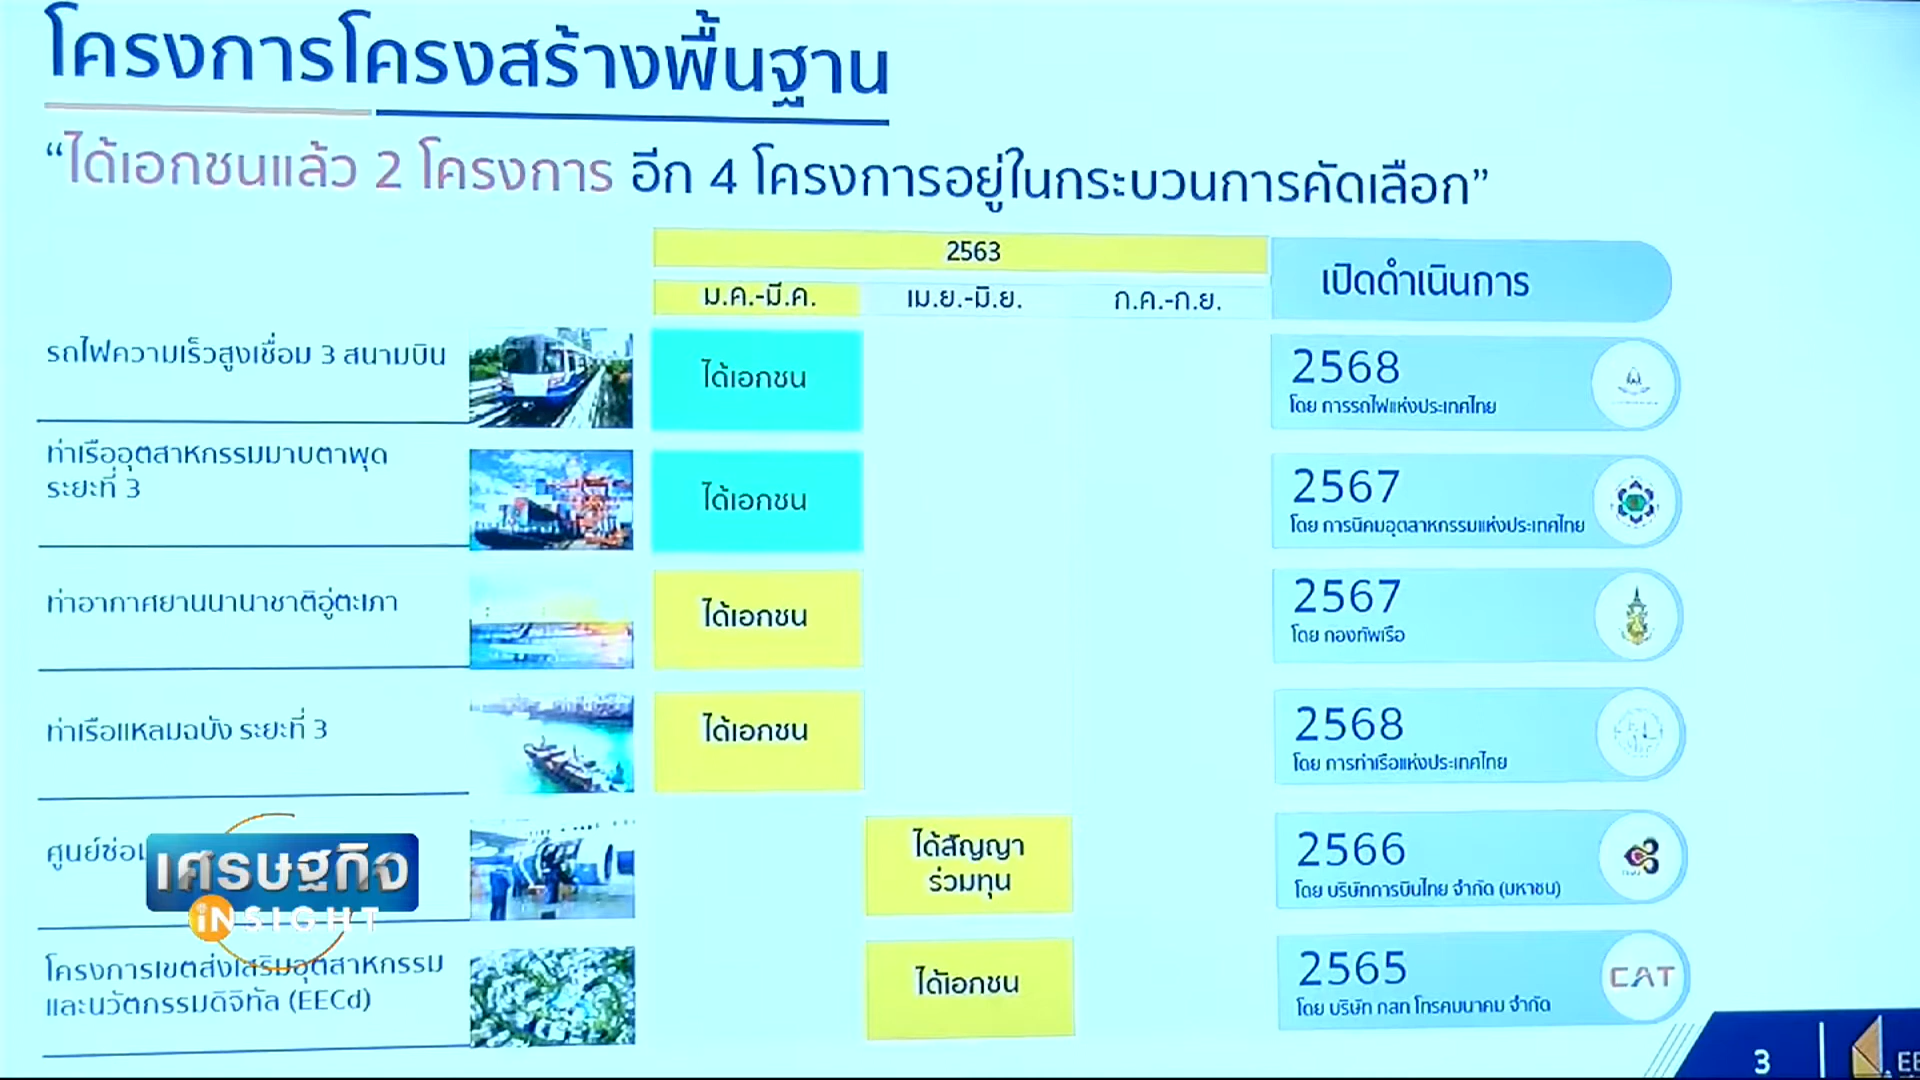 โครงการโครงสร้างพื้นฐาน
“ได้เอกชนแล้ว 2 โครงการ อีก 4 โครงการอยู่ในกระบวนการคัดเลือก”
2563
เปิดดำเนินการ
ม.ค.-มี.ค. เม.ย.-มิ.ย. ก.ค.-ก.ย.
รถไฟความเร็วสูงเชื่อม 3 สนามบิน
ได้เอกชน
2568
โดย การรถไฟแห่งประเทศไทย
ท่าเรืออุตสาหกรรมมาบตาพุด
ระยะที่ 3
ได้เอกชน
2567
โดย การนิคมอุตสาหกรรมแห่งประเทศไทย
ท่าอากาศยานนานาชาติอู่ตะเภา
ได้เอกชน
2567
โดย กองทัพเรือ
ท่าเรือแหลมฉบัง ระยะที่ 3
ได้เอกชน
2568
โดย การท่าเรือแห่งประเทศไทย
ได้สัญญา
ร่วมทุน
2566
โดย บริษัทการบินไทย จำกัด (มหาชน)
เศรษฐกิจ
iNSIGHT
โครงการเขตส่งเสริมอุตสาหกรรม
และนวัตกรรมดิจิทัล (EECd)
ได้เอกชน
2565
โดย บริษัท กสท โทรคมนาคม จำกัด
CAT
3